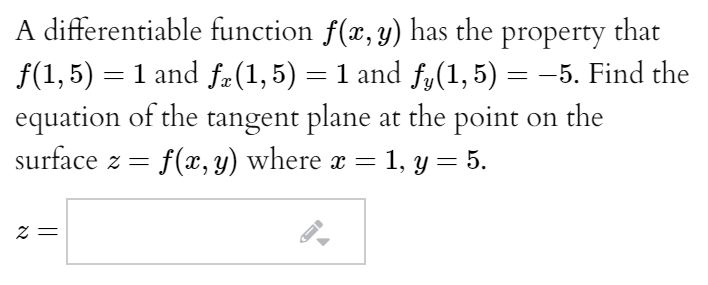 A differentiable function f(x, y) has the property that
f(1, 5) = 1 and fₓ(1, 5) = 1 and f_y(1, 5) = −5. Find the
equation of the tangent plane at the point on the
surface z = f(x, y) where x = 1, y = 5.
z =